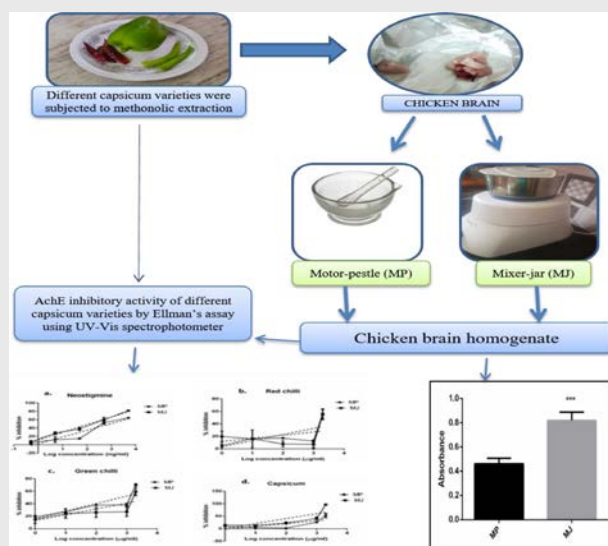 Different capsicum varieties were
subjected to methonolic extraction
CHICKEN BRAIN
Motor-pestle (MP)
Mixer-jar (MJ)
AchE inhibitory activity of different
capsicum varieties by Ellman's assay
using UV-Vis spectrophotometer
Chicken brain homogenate
a. Neostigmine
% inhibition
MP
MJ
Log concentration (ng/ml)
b. Red chilli
% inhibition
MP
MJ
Log concentration (µg/ml)
c. Green chilli
% inhibition
MP
MJ
Log concentration (µg/ml)
d. Capsicum
% inhibition
MP
MJ
Log concentration (µg/ml)
Absorbance
1.0
0.8
0.6
0.4
0.2
0.0
***
MP
MJ